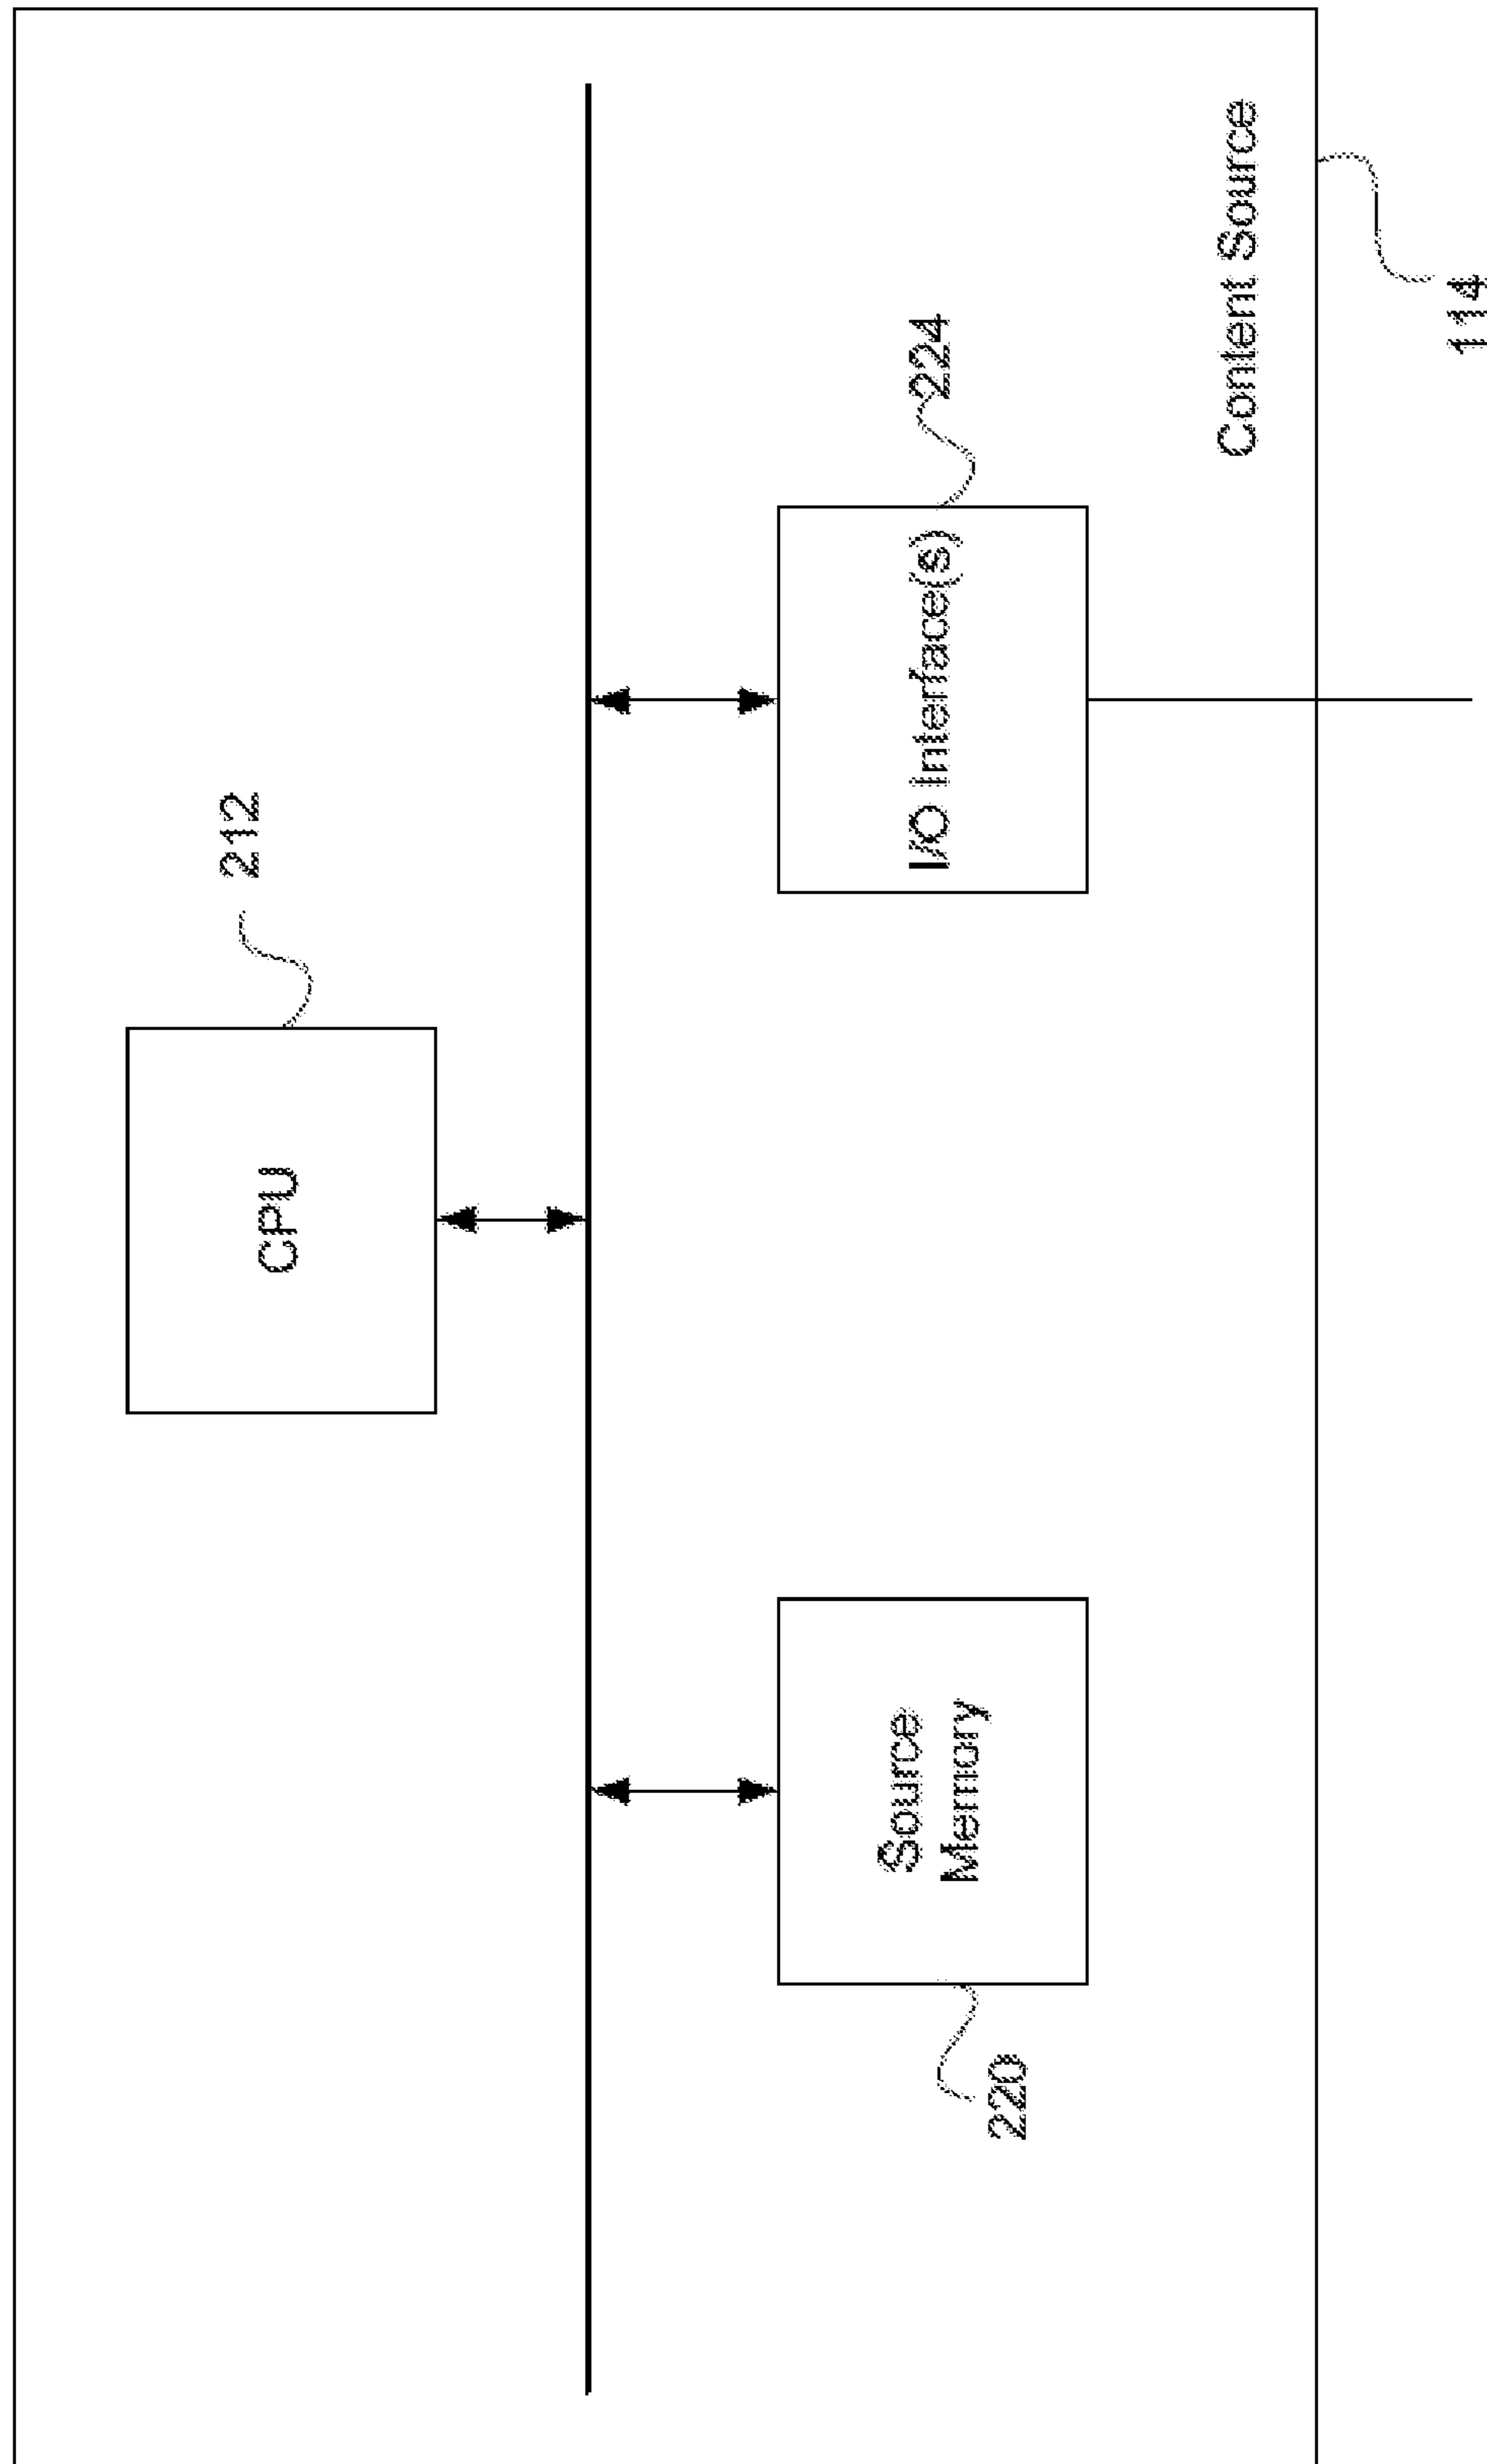 212
CPU
220
Source
Memory
224
I/O Interface(s)
Content Source
114